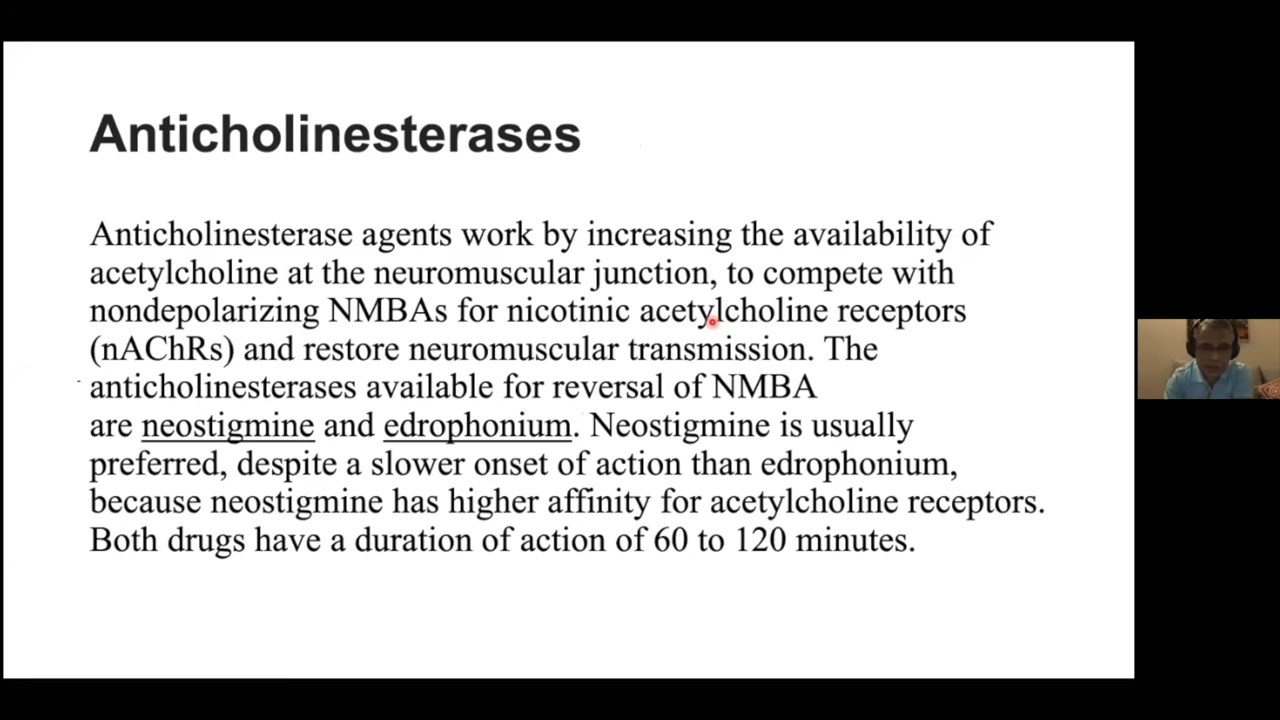 Anticholinesterases
Anticholinesterase agents work by increasing the availability of
acetylcholine at the neuromuscular junction, to compete with
nondepolarizing NMBAs for nicotinic acetylcholine receptors
(nAChRs) and restore neuromuscular transmission. The
anticholinesterases available for reversal of NMBA
are neostigmine and edrophonium. Neostigmine is usually
preferred, despite a slower onset of action than edrophonium,
because neostigmine has higher affinity for acetylcholine receptors.
Both drugs have a duration of action of 60 to 120 minutes.